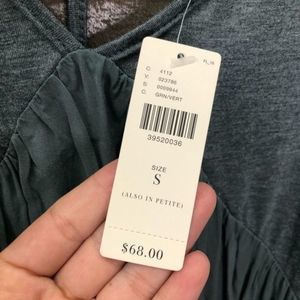 C: 4112
V: 023786
S: 0009944
C: GRN/VERT
39520036
SIZE
S
(ALSO IN PETITE)
$68.00